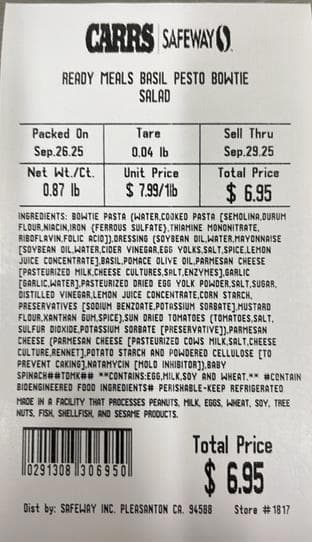 CARRS SAFEWAY
READY MEALS BASIL PESTO BOWTIE
SALAD
Packed On Tare Sell Thru
Sep.26.25 0.04 lb Sep.29.25
Net Wt./Ct. Unit Price Total Price
0.87 lb $ 7.99/1lb $ 6.95
INGREDIENTS: BOWTIE PASTA (WATER,COOKED PASTA [SEMOLINA,DURUM
FLOUR,NIACIN,IRON {FERROUS SULFATE},THIAMINE MONONITRATE,
RIBOFLAVIN,FOLIC ACID]),DRESSING (SOYBEAN OIL,WATER,MAYONNAISE
[SOYBEAN OIL,WATER,CIDER VINEGAR,EGG YOLKS,SALT,SPICE,LEMON
JUICE CONCENTRATE],BASIL,POMACE OLIVE OIL,PARMESAN CHEESE
[PASTEURIZED MILK,CHEESE CULTURES,SALT,ENZYMES],GARLIC
[GARLIC,WATER],PASTEURIZED DRIED EGG YOLK POWDER,SALT,SUGAR,
DISTILLED VINEGAR,LEMON JUICE CONCENTRATE,CORN STARCH,
PRESERVATIVES [SODIUM BENZOATE,POTASSIUM SORBATE],MUSTARD
FLOUR,XANTHAN GUM,SPICE),SUN DRIED TOMATOES (TOMATOES,SALT,
SULFUR DIOXIDE,POTASSIUM SORBATE [PRESERVATIVE]),PARMESAN
CHEESE (PARMESAN CHEESE [PASTEURIZED COWS MILK,SALT,CHEESE
CULTURE,RENNET],POTATO STARCH AND POWDERED CELLULOSE [TO
PREVENT CAKING],NATAMYCIN [MOLD INHIBITOR]),BABY
SPINACH##TOMK## **CONTAINS:EGG,MILK,SOY AND WHEAT.** #CONTAIN
BIOENGINEERED FOOD INGREDIENTS# PERISHABLE-KEEP REFRIGERATED
MADE IN A FACILITY THAT PROCESSES PEANUTS, MILK, EGGS, WHEAT, SOY, TREE
NUTS, FISH, SHELLFISH, AND SESAME PRODUCTS.
0291308 306950
Total Price
$ 6.95
Dist by: SAFEWAY INC. PLEASANTON CA. 94588 Store #1817